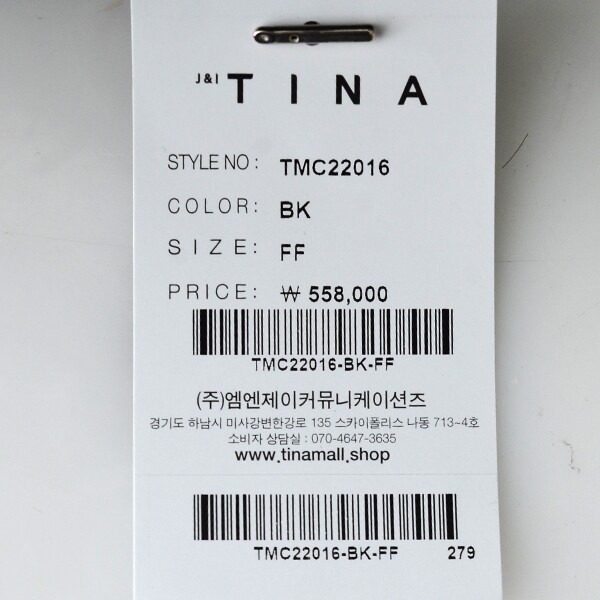 J&I TINA
STYLE NO : TMC22016
COLOR: BK
SIZE: FF
PRICE: ₩ 558,000
TMC22016-BK-FF
(주)엠엔제이커뮤니케이션즈
경기도 하남시 미사강변한강로 135 스카이폴리스 나동 713~4호
소비자 상담실 : 070-4647-3635
www.tinamall.shop
TMC22016-BK-FF 279